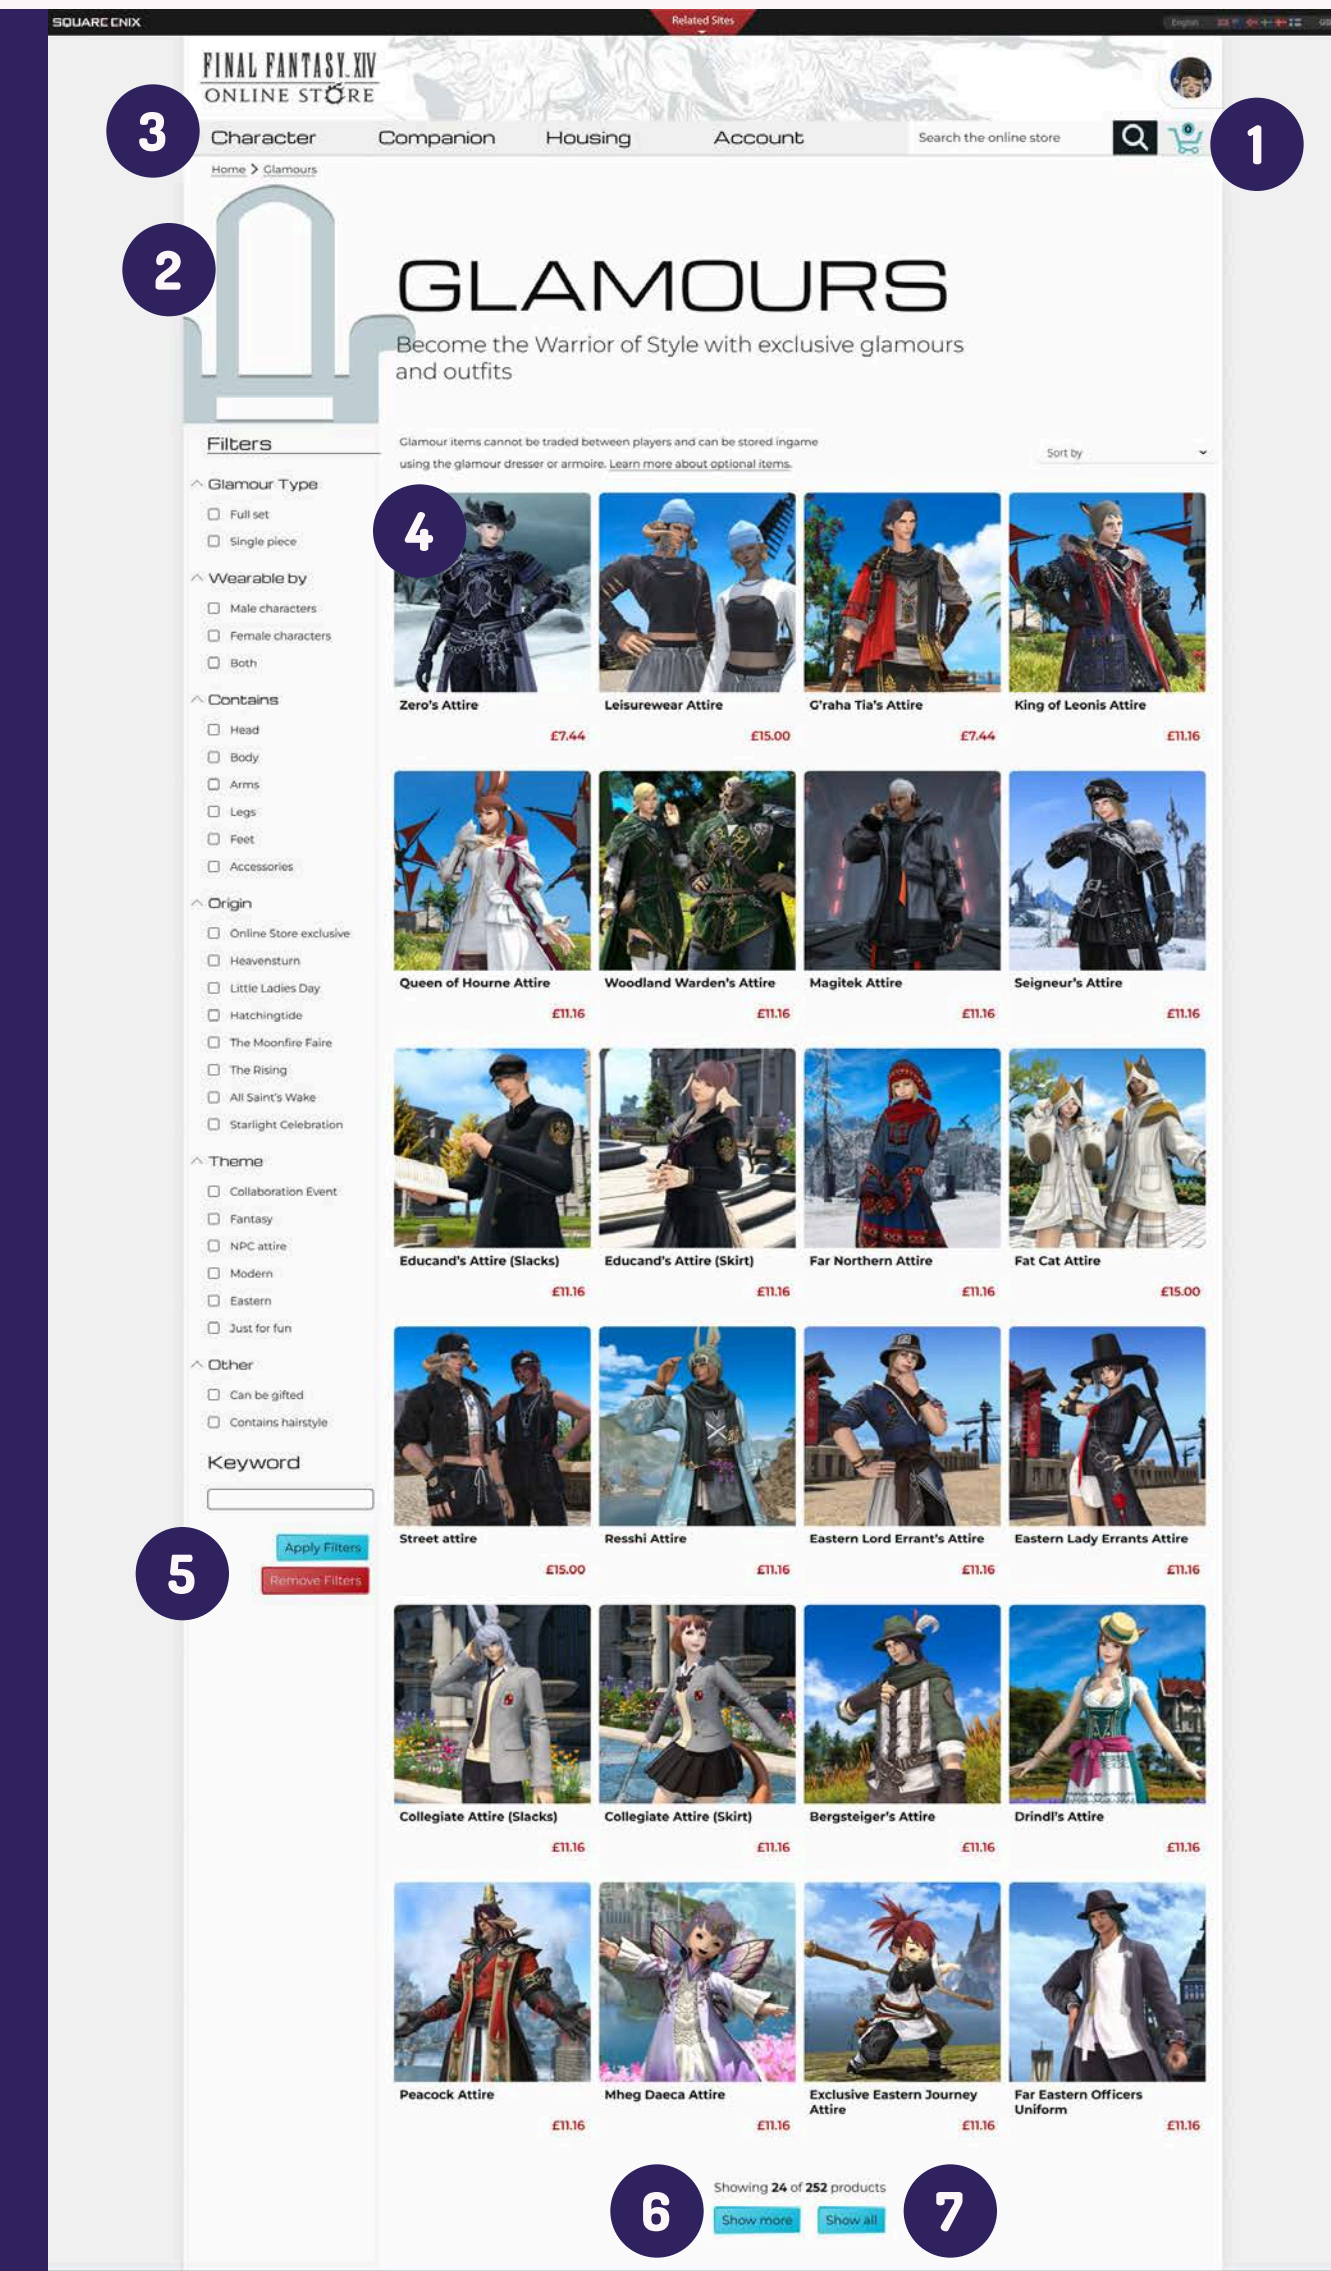 SQUARE ENIX
Related Sites
English
FINAL FANTASY XIV
ONLINE STORE
3
Character
Companion
Housing
Account
Search the online store
0
1
Home > Glamours
2
GLAMOURS
Become the Warrior of Style with exclusive glamours
and outfits
Filters
Glamour items cannot be traded between players and can be stored ingame
using the glamour dresser or armoire. Learn more about optional items.
Sort by
Glamour Type
Full set
Single piece
Wearable by
Male characters
Female characters
Both
Contains
Head
Body
Arms
Legs
Feet
Accessories
Origin
Online Store exclusive
Heavensturn
Little Ladies Day
Hatchingtide
The Moonfire Faire
The Rising
All Saint's Wake
Starlight Celebration
Theme
Collaboration Event
Fantasy
NPC attire
Modern
Eastern
Just for fun
Other
Can be gifted
Contains hairstyle
Keyword
5
Apply Filters
Remove Filters
4
Zero's Attire
£7.44
Leisurewear Attire
£15.00
G'raha Tia's Attire
£7.44
King of Leonis Attire
£11.16
Queen of Hourne Attire
£11.16
Woodland Warden's Attire
£11.16
Magitek Attire
£11.16
Seigneur's Attire
£11.16
Educand's Attire (Slacks)
£11.16
Educand's Attire (Skirt)
£11.16
Far Northern Attire
£11.16
Fat Cat Attire
£15.00
Street attire
£15.00
Resshi Attire
£11.16
Eastern Lord Errant's Attire
£11.16
Eastern Lady Errants Attire
£11.16
Collegiate Attire (Slacks)
£11.16
Collegiate Attire (Skirt)
£11.16
Bergsteiger's Attire
£11.16
Drindl's Attire
£11.16
Peacock Attire
£11.16
Mheg Daeca Attire
£11.16
Exclusive Eastern Journey
Attire
£11.16
Far Eastern Officers
Uniform
£11.16
Showing 24 of 252 products
6
Show more
Show all
7